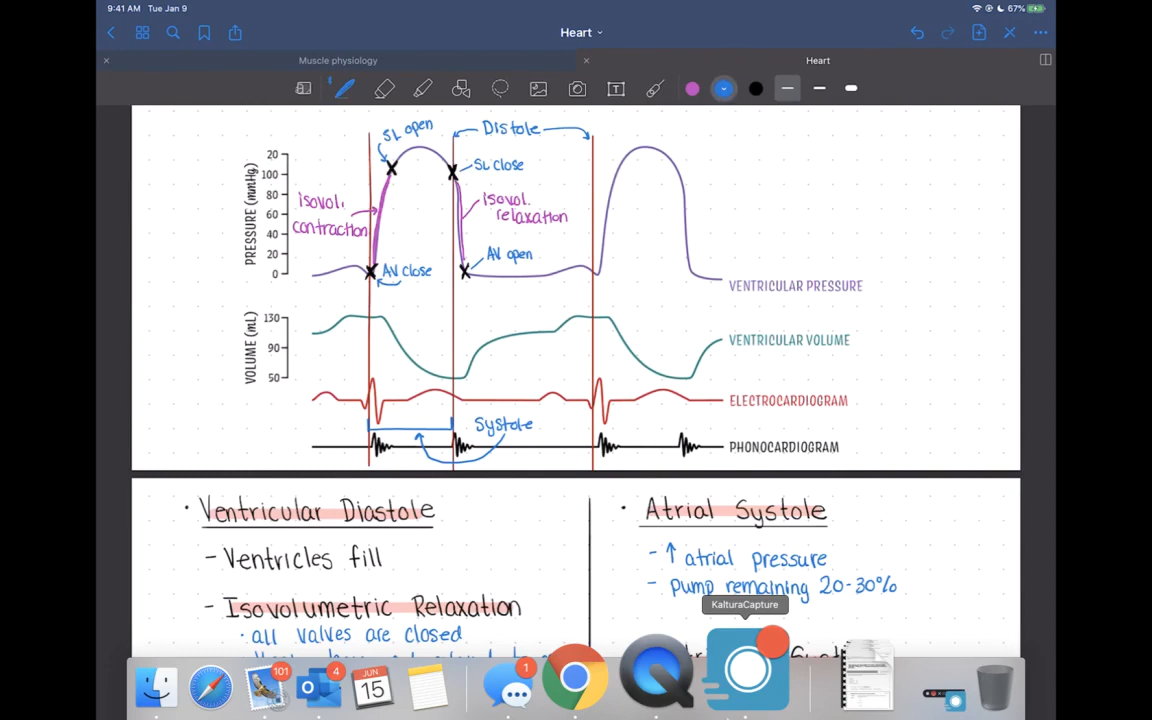 9:41 AM Tue Jan 9
67%
Heart
Muscle physiology
Heart
SL open
Distole
SL close
Isovol.
contraction
Isovol.
relaxation
AV close
AV open
PRESSURE (mmHg)
20
100
80
60
40
20
0
VENTRICULAR PRESSURE
VOLUME (mL)
130
90
50
VENTRICULAR VOLUME
ELECTROCARDIOGRAM
Systole
PHONOCARDIOGRAM
· Ventricular Diastole
- Ventricles fill
- Isovolumetric Relaxation
· all valves are closed
· Atrial Systole
- ↑ atrial pressure
- pump remaining 20-30%
KalturaCapture
101
4
JUN
15
1